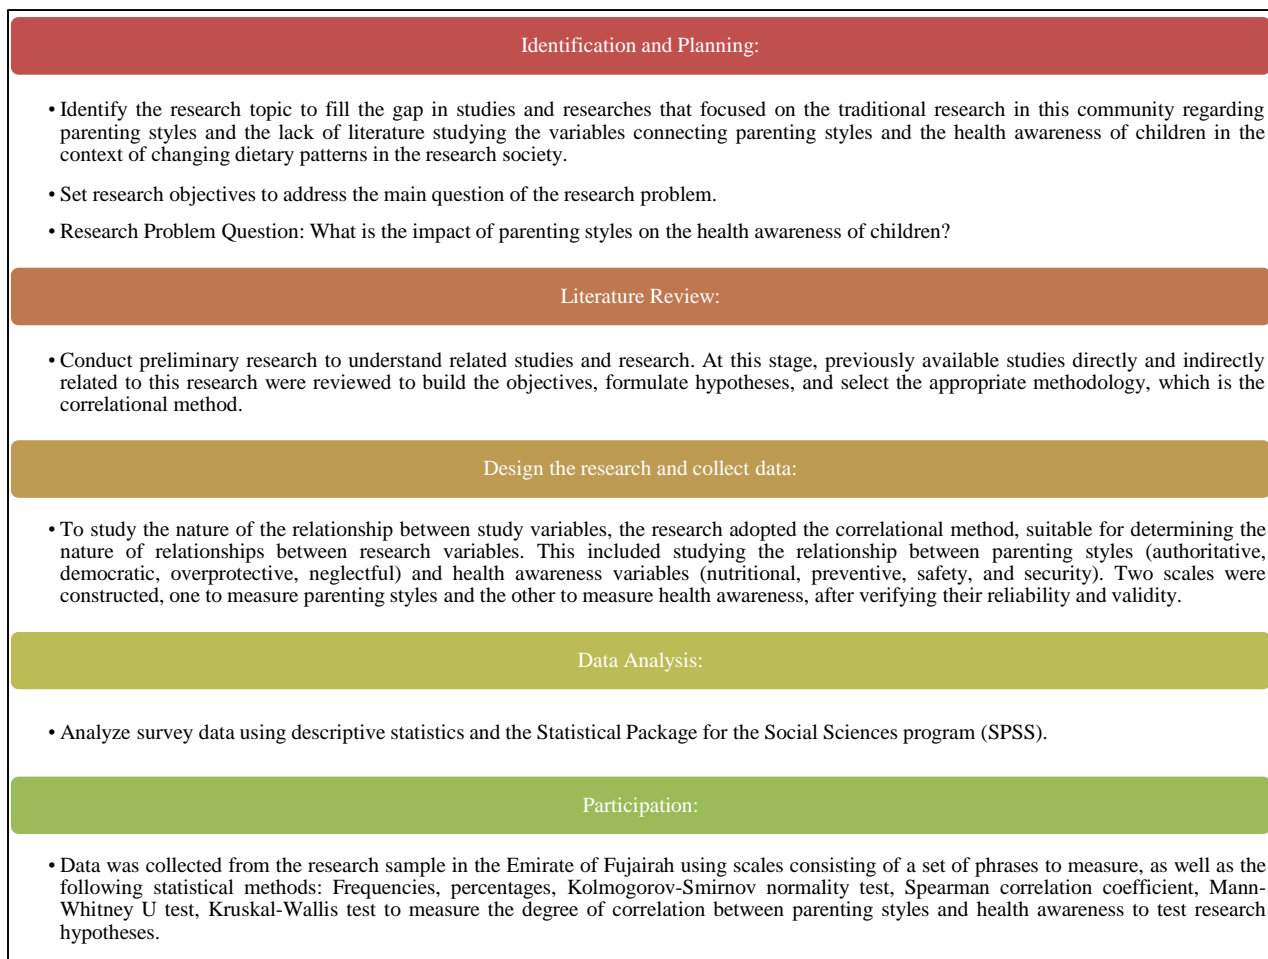 Identification and Planning:
• Identify the research topic to fill the gap in studies and researches that focused on the traditional research in this community regarding
parenting styles and the lack of literature studying the variables connecting parenting styles and the health awareness of children in the
context of changing dietary patterns in the research society.
• Set research objectives to address the main question of the research problem.
• Research Problem Question: What is the impact of parenting styles on the health awareness of children?
Literature Review:
• Conduct preliminary research to understand related studies and research. At this stage, previously available studies directly and indirectly
related to this research were reviewed to build the objectives, formulate hypotheses, and select the appropriate methodology, which is the
correlational method.
Design the research and collect data:
• To study the nature of the relationship between study variables, the research adopted the correlational method, suitable for determining the
nature of relationships between research variables. This included studying the relationship between parenting styles (authoritative,
democratic, overprotective, neglectful) and health awareness variables (nutritional, preventive, safety, and security). Two scales were
constructed, one to measure parenting styles and the other to measure health awareness, after verifying their reliability and validity.
Data Analysis:
• Analyze survey data using descriptive statistics and the Statistical Package for the Social Sciences program (SPSS).
Participation:
• Data was collected from the research sample in the Emirate of Fujairah using scales consisting of a set of phrases to measure, as well as the
following statistical methods: Frequencies, percentages, Kolmogorov-Smirnov normality test, Spearman correlation coefficient, Mann-
Whitney U test, Kruskal-Wallis test to measure the degree of correlation between parenting styles and health awareness to test research
hypotheses.